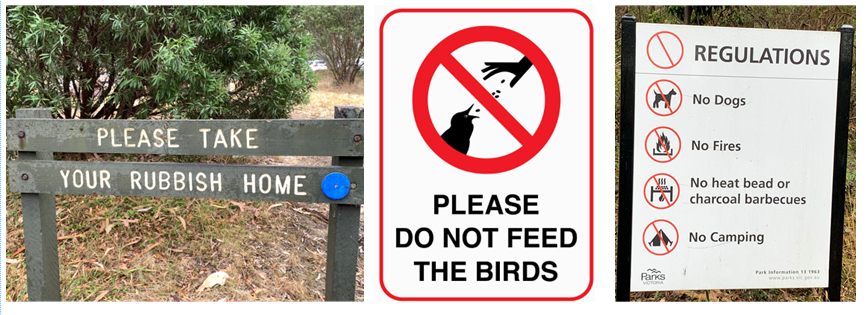 PLEASE TAKE
YOUR RUBBISH HOME
PLEASE
DO NOT FEED
THE BIRDS
REGULATIONS
No Dogs
No Fires
No heat bead or
charcoal barbecues
No Camping
Parks
VICTORIA
Park Information 13 1963
www.parks.vic.gov.au